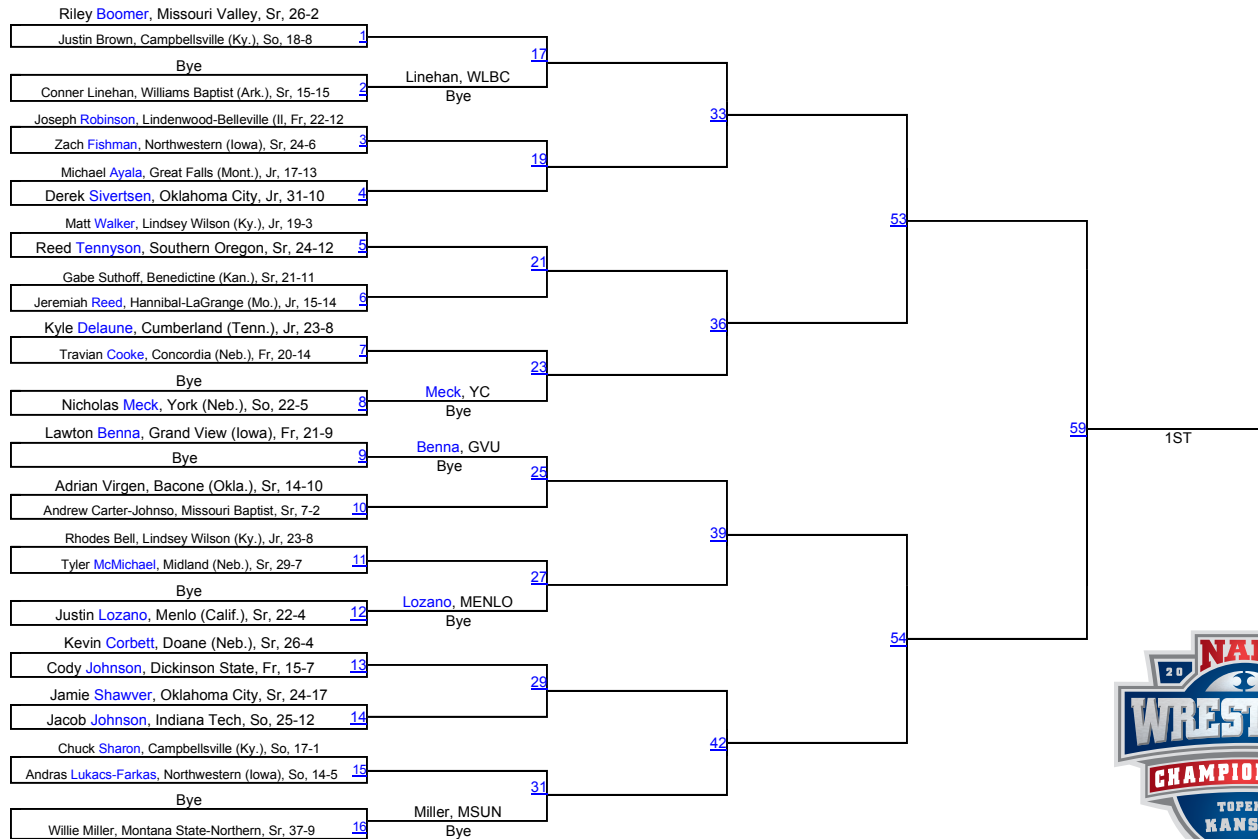 Riley Boomer, Missouri Valley, Sr, 26-2
Justin Brown, Campbellsville (Ky.), So, 18-8
1
Bye
Conner Linehan, Williams Baptist (Ark.), Sr, 15-15
2
Linehan, WLBC
Bye
17
Joseph Robinson, Lindenwood-Belleville (Il, Fr, 22-12
Zach Fishman, Northwestern (Iowa), Sr, 24-6
3
Michael Ayala, Great Falls (Mont.), Jr, 17-13
Derek Sivertsen, Oklahoma City, Jr, 31-10
4
19
33
Matt Walker, Lindsey Wilson (Ky.), Jr, 19-3
Reed Tennyson, Southern Oregon, Sr, 24-12
5
Gabe Suthoff, Benedictine (Kan.), Sr, 21-11
Jeremiah Reed, Hannibal-LaGrange (Mo.), Jr, 15-14
6
21
Kyle Delaune, Cumberland (Tenn.), Jr, 23-8
Travian Cooke, Concordia (Neb.), Fr, 20-14
7
Bye
Nicholas Meck, York (Neb.), So, 22-5
8
Meck, YC
Bye
23
36
53
Lawton Benna, Grand View (Iowa), Fr, 21-9
Bye
9
Benna, GVU
Bye
Adrian Virgen, Bacone (Okla.), Sr, 14-10
Andrew Carter-Johnso, Missouri Baptist, Sr, 7-2
10
25
Rhodes Bell, Lindsey Wilson (Ky.), Jr, 23-8
Tyler McMichael, Midland (Neb.), Sr, 29-7
11
Bye
Justin Lozano, Menlo (Calif.), Sr, 22-4
12
Lozano, MENLO
Bye
27
39
Kevin Corbett, Doane (Neb.), Sr, 26-4
Cody Johnson, Dickinson State, Fr, 15-7
13
Jamie Shawver, Oklahoma City, Sr, 24-17
Jacob Johnson, Indiana Tech, So, 25-12
14
29
Chuck Sharon, Campbellsville (Ky.), So, 17-1
Andras Lukacs-Farkas, Northwestern (Iowa), So, 14-5
15
Bye
Willie Miller, Montana State-Northern, Sr, 37-9
16
Miller, MSUN
Bye
31
42
54
59
1ST
20
WREST
CHAMPIO
TOPE
KANS